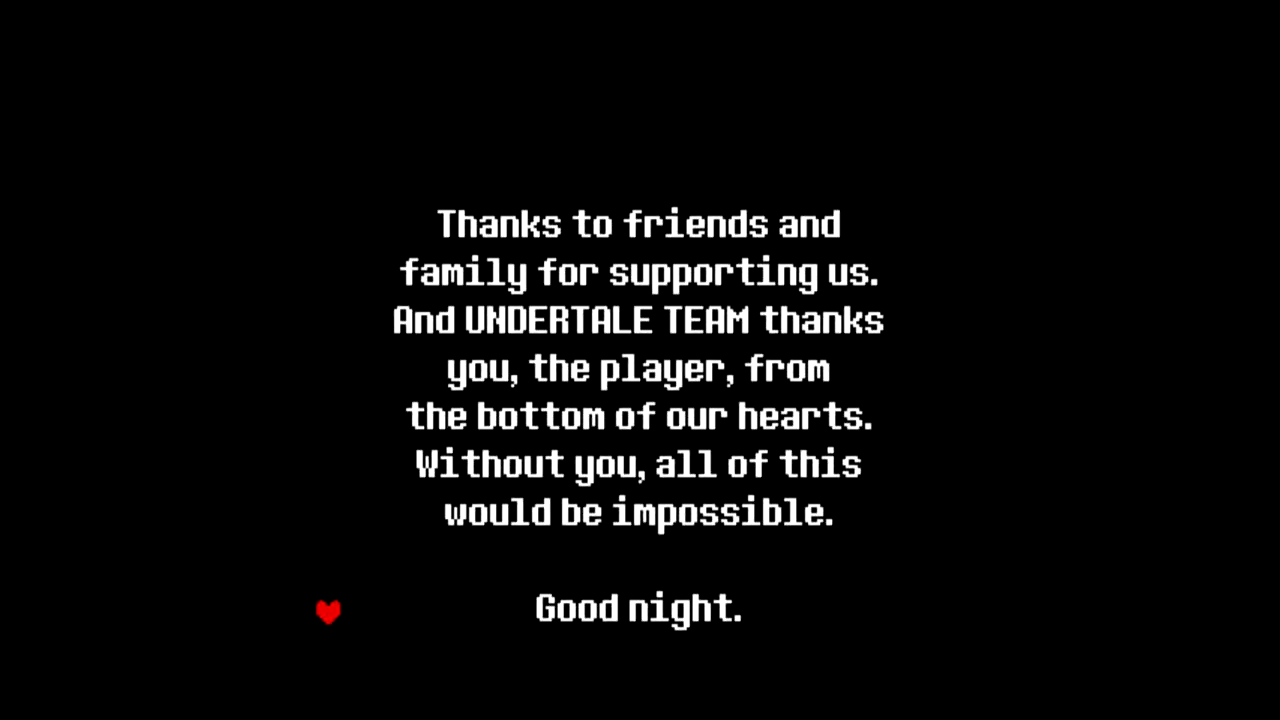 Thanks to friends and
family for supporting us.
And UNDERTALE TEAM thanks
you, the player, from
the bottom of our hearts.
Without you, all of this
would be impossible.
Good night.